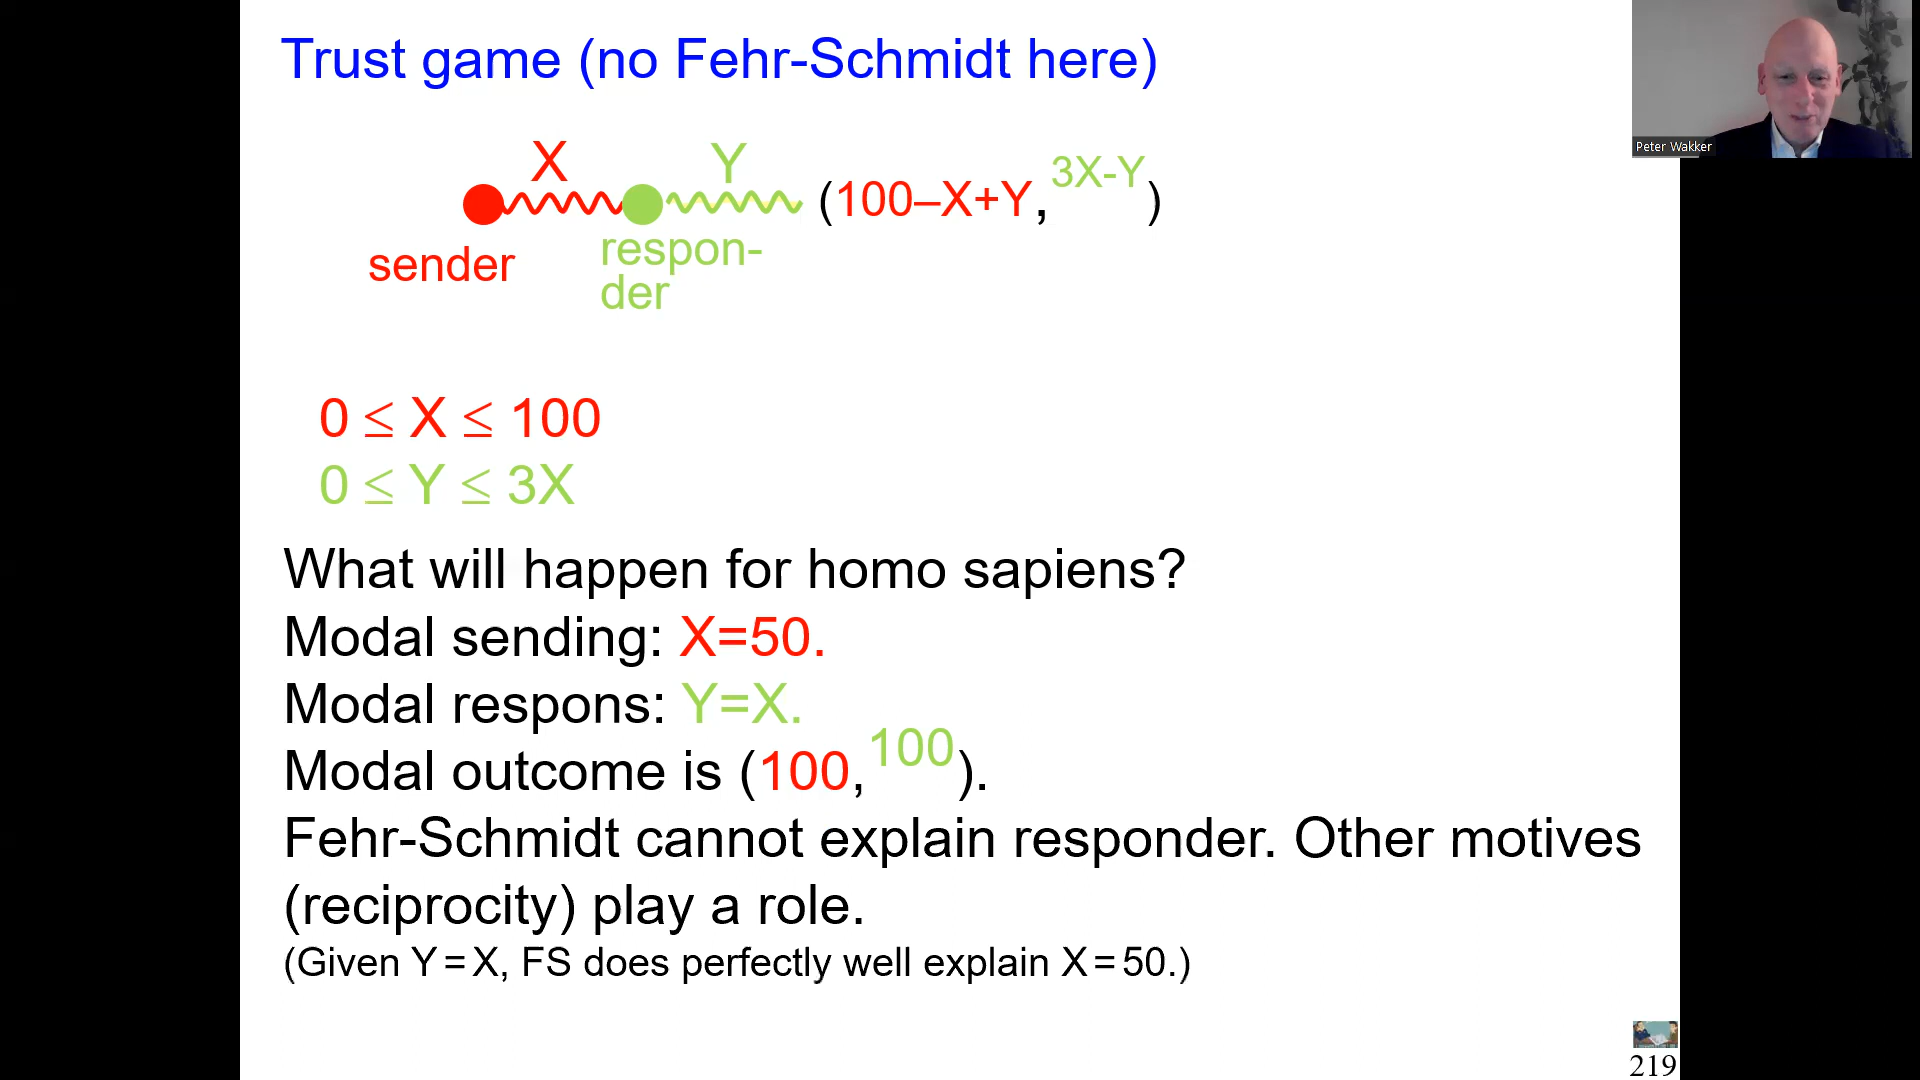 Trust game (no Fehr-Schmidt here)
Peter Wakker
X
Y
(100–X+Y, 3X-Y)
sender
respon-
der
0 ≤ X ≤ 100
0 ≤ Y ≤ 3X
What will happen for homo sapiens?
Modal sending: X=50.
Modal respons: Y=X.
Modal outcome is (100,100).
Fehr-Schmidt cannot explain responder. Other motives
(reciprocity) play a role.
(Given Y = X, FS does perfectly well explain X = 50.)
219